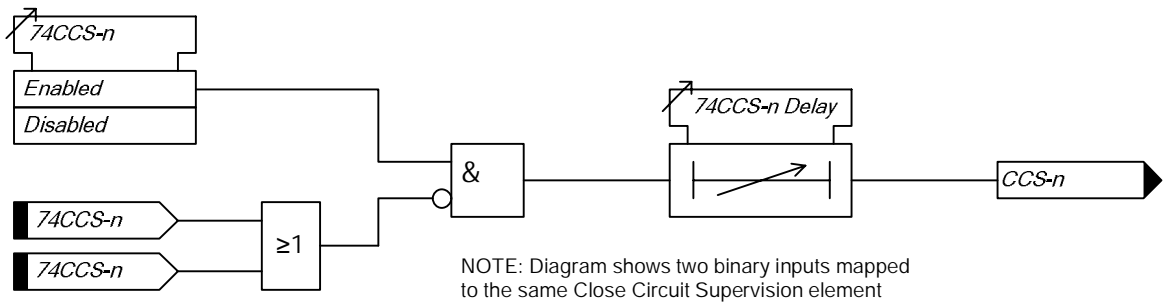 74CCS-n
Enabled
Disabled
74CCS-n
74CCS-n
≥1
&
74CCS-n Delay
CCS-n
NOTE: Diagram shows two binary inputs mapped
to the same Close Circuit Supervision element